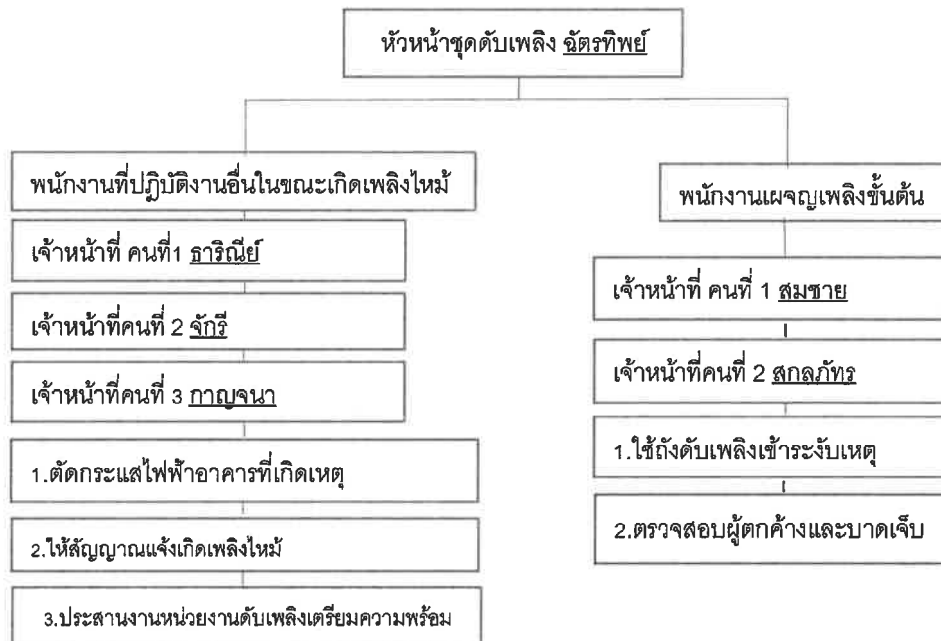 หัวหน้าชุดดับเพลิง ฉัตรทิพย์
พนักงานที่ปฏิบัติงานอื่นในขณะเกิดเพลิงไหม้
เจ้าหน้าที่ คนที่1 ธาริณีย์
เจ้าหน้าที่คนที่ 2 จักรี
เจ้าหน้าที่คนที่ 3 กาญจนา
1.ตัดกระแสไฟฟ้าอาคารที่เกิดเหตุ
2.ให้สัญญาณแจ้งเกิดเพลิงไหม้
3.ประสานงานหน่วยงานดับเพลิงเตรียมความพร้อม
พนักงานเผจญเพลิงขั้นต้น
เจ้าหน้าที่ คนที่ 1 สมชาย
เจ้าหน้าที่คนที่ 2 สกลภัทร
1.ใช้ถังดับเพลิงเข้าระงับเหตุ
2.ตรวจสอบผู้ตกค้างและบาดเจ็บ